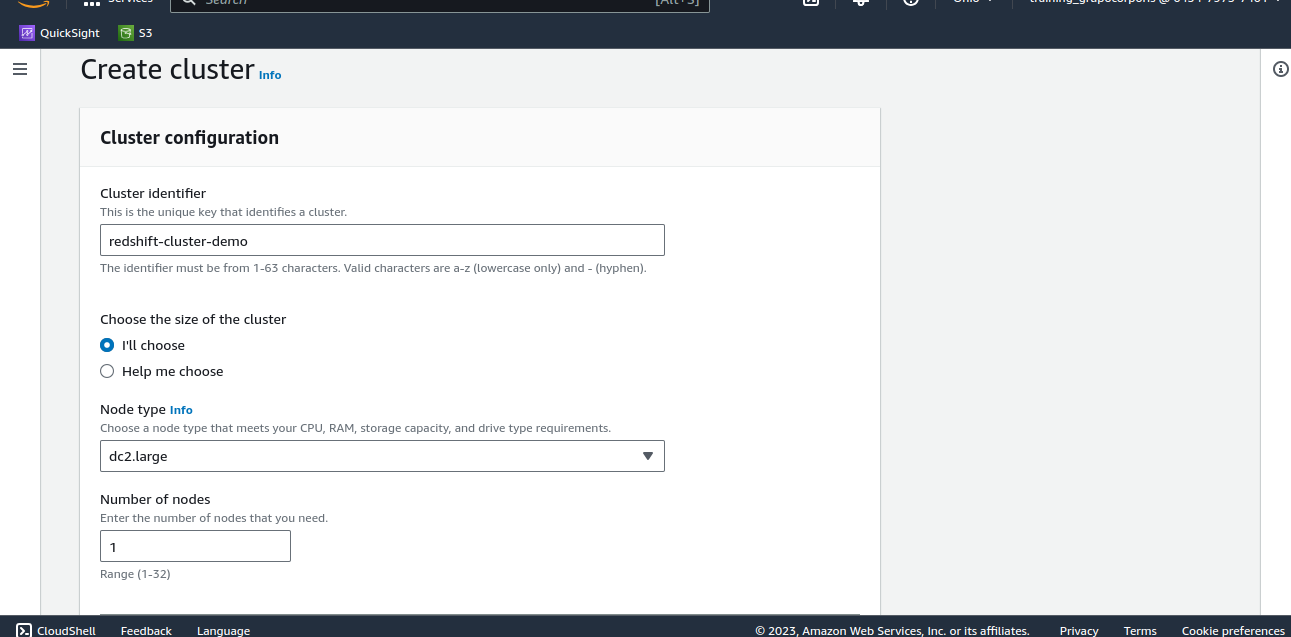 Services
Search
[Alt+S]
Ohio
QuickSight
S3
Create cluster Info
Cluster configuration
Cluster identifier
This is the unique key that identifies a cluster.
redshift-cluster-demo
The identifier must be from 1-63 characters. Valid characters are a-z (lowercase only) and - (hyphen).
Choose the size of the cluster
I'll choose
Help me choose
Node type Info
Choose a node type that meets your CPU, RAM, storage capacity, and drive type requirements.
dc2.large
Number of nodes
Enter the number of nodes that you need.
1
Range (1-32)
CloudShell Feedback Language © 2023, Amazon Web Services, Inc. or its affiliates. Privacy Terms Cookie preferences